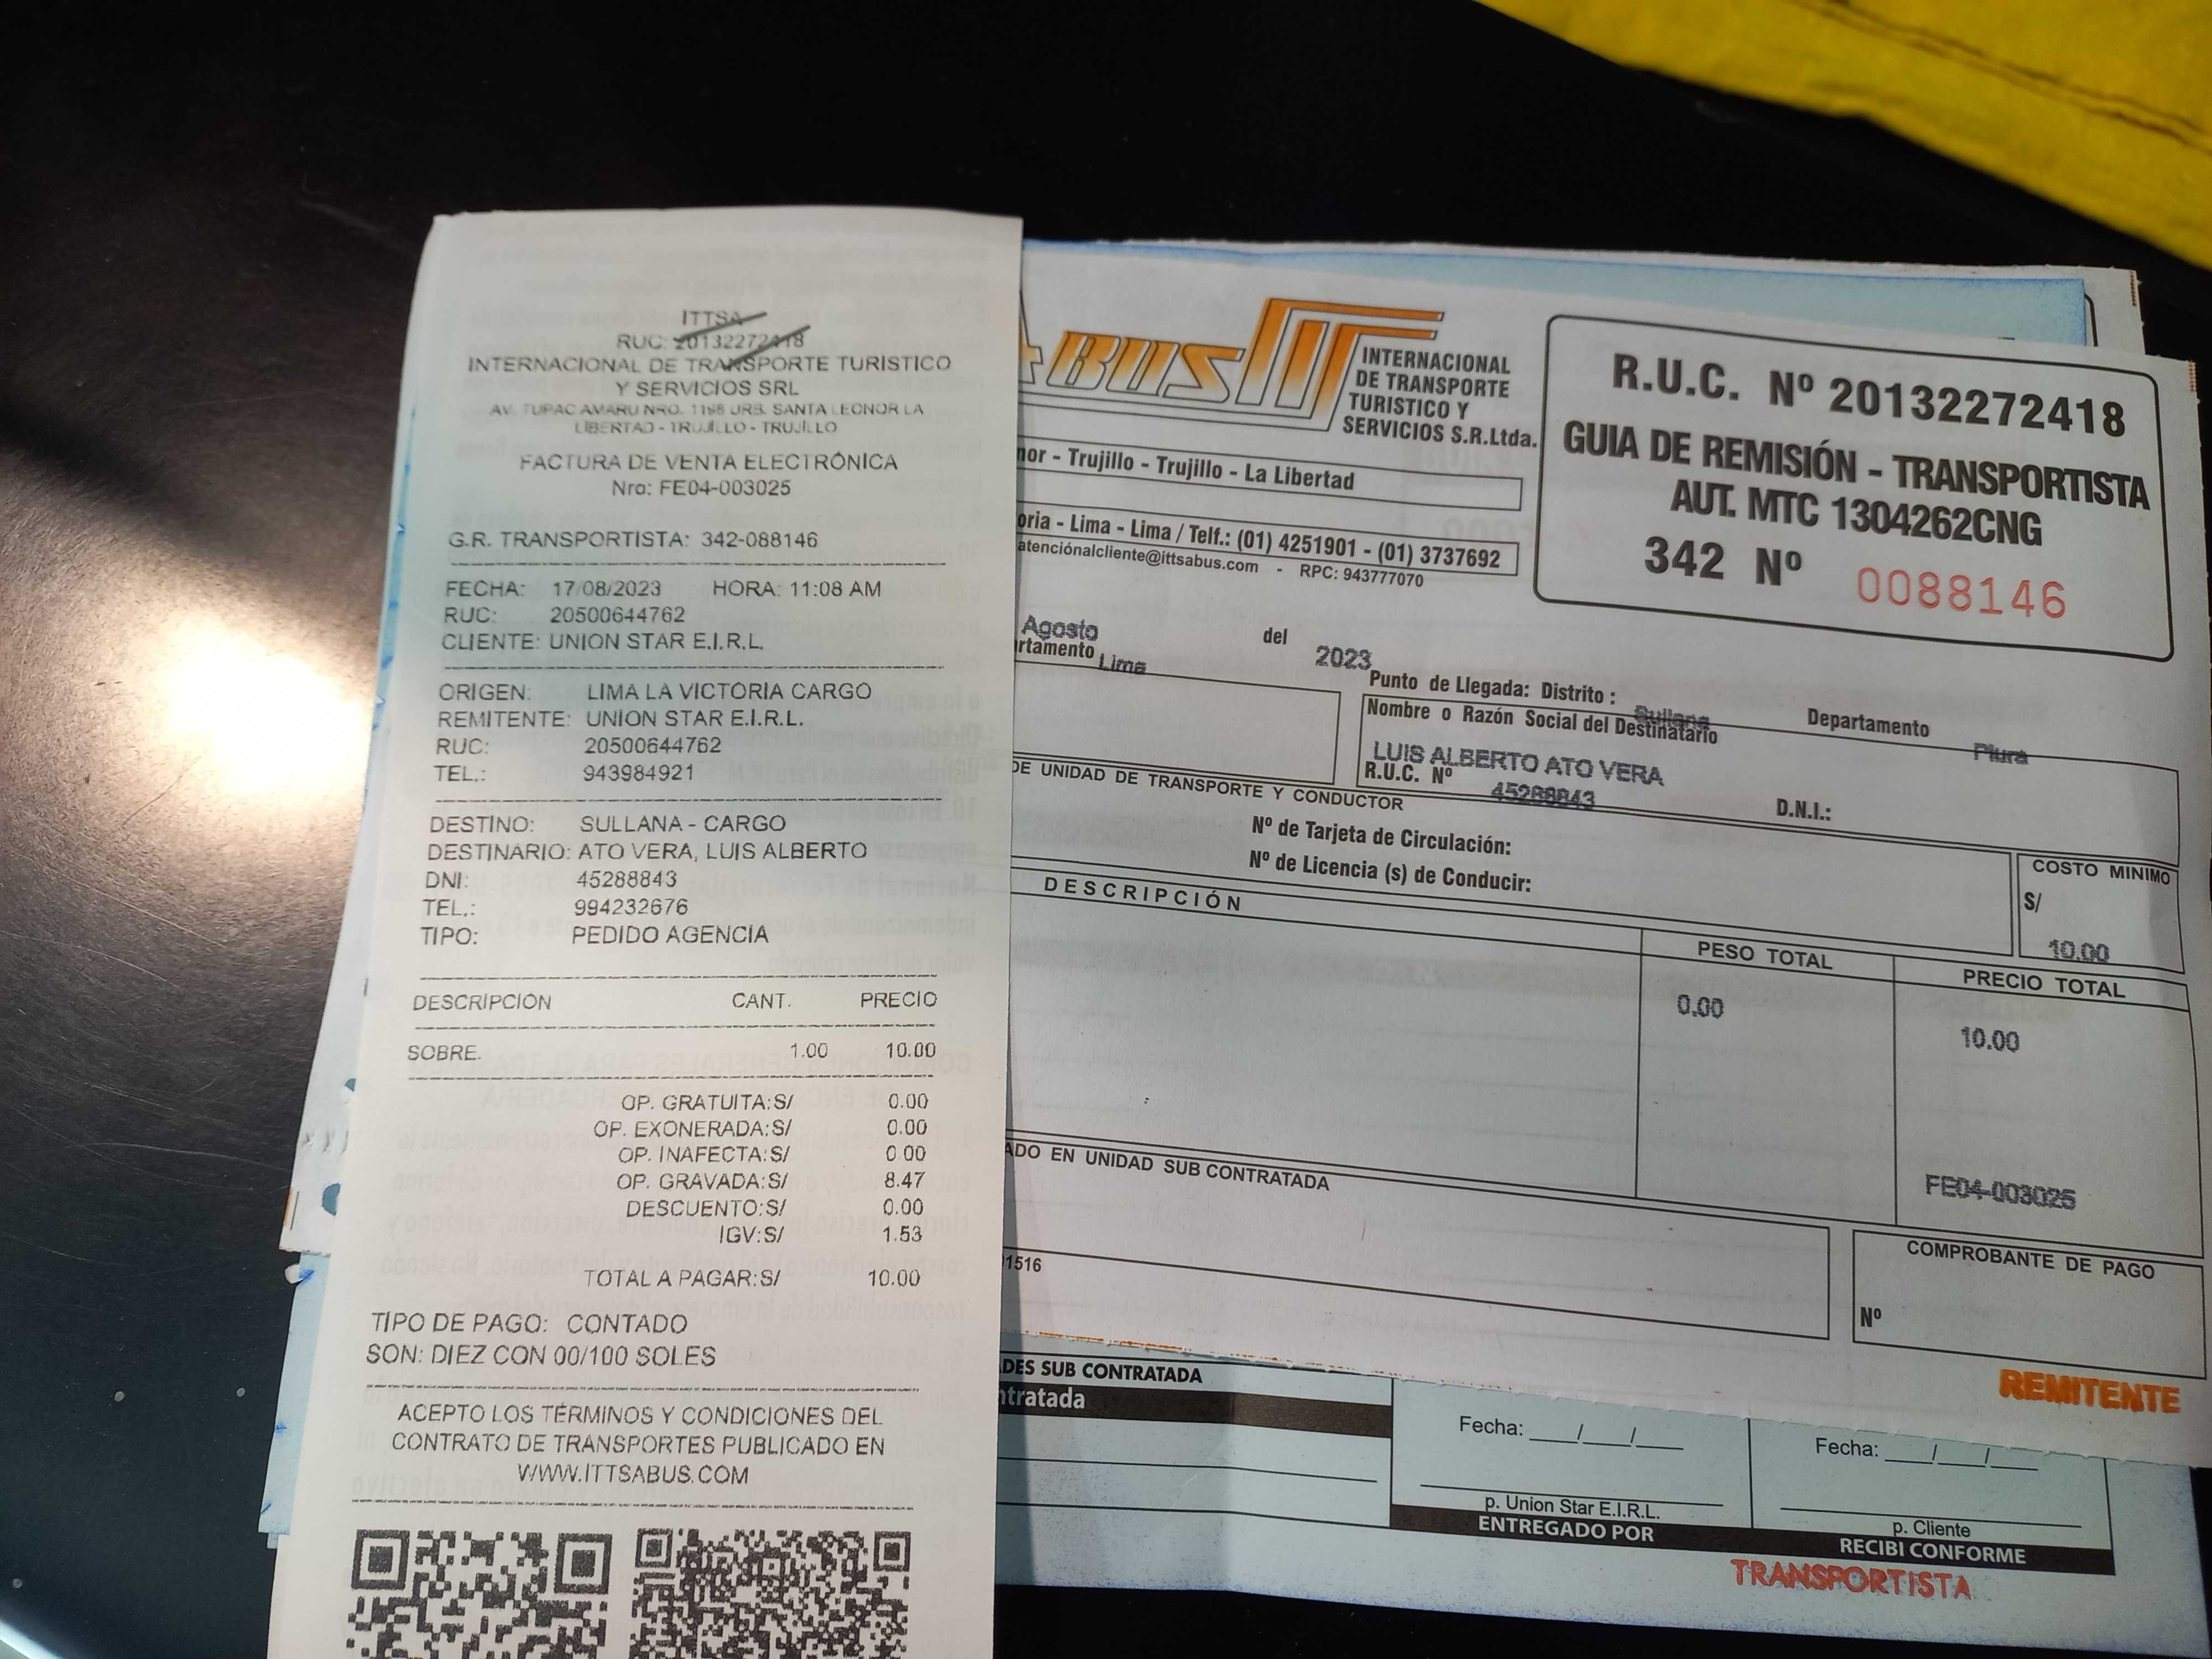 ITTSA
RUC: 20132272418
INTERNACIONAL DE TRANSPORTE TURISTICO
Y SERVICIOS SRL
AV. TUPAC AMARU NRO. 1198 URB. SANTA LEONOR LA
LIBERTAD - TRUJILLO - TRUJILLO
FACTURA DE VENTA ELECTRÓNICA
Nro: FE04-003025
G.R. TRANSPORTISTA: 342-088146
FECHA: 17/08/2023 HORA: 11:08 AM
RUC: 20500644762
CLIENTE: UNION STAR E.I.R.L.
ORIGEN: LIMA LA VICTORIA CARGO
REMITENTE: UNION STAR E.I.R.L.
RUC: 20500644762
TEL.: 943984921
DESTINO: SULLANA - CARGO
DESTINARIO: ATO VERA, LUIS ALBERTO
DNI: 45288843
TEL.: 994232676
TIPO: PEDIDO AGENCIA
DESCRIPCIÓN CANT. PRECIO
SOBRE. 1.00 10.00
OP. GRATUITA:S/ 0.00
OP. EXONERADA:S/ 0.00
OP. INAFECTA:S/ 0.00
OP. GRAVADA:S/ 8.47
DESCUENTO:S/ 0.00
IGV:S/ 1.53
TOTAL A PAGAR:S/ 10.00
TIPO DE PAGO: CONTADO
SON: DIEZ CON 00/100 SOLES
ACEPTO LOS TÉRMINOS Y CONDICIONES DEL
CONTRATO DE TRANSPORTES PUBLICADO EN
WWW.ITTSABUS.COM
BUS
INTERNACIONAL
DE TRANSPORTE
TURISTICO Y
SERVICIOS S.R.Ltda.
nor - Trujillo - Trujillo - La Libertad
oria - Lima - Lima / Telf.: (01) 4251901 - (01) 3737692
atenciónalcliente@ittsabus.com - RPC: 943777070
R.U.C. Nº 20132272418
GUIA DE REMISIÓN - TRANSPORTISTA
AUT. MTC 1304262CNG
342 Nº 0088146
Agosto del 2023
rtamento Lima
Punto de Llegada: Distrito : Sullana Departamento Piura
Nombre o Razón Social del Destinatario
LUIS ALBERTO ATO VERA
R.U.C. Nº 45288843 D.N.I.:
DE UNIDAD DE TRANSPORTE Y CONDUCTOR
Nº de Tarjeta de Circulación:
Nº de Licencia (s) de Conducir:
COSTO MINIMO
S/
10.00
DESCRIPCIÓN
PESO TOTAL
PRECIO TOTAL
0.00
10.00
FE04-003025
ADO EN UNIDAD SUB CONTRATADA
1516
COMPROBANTE DE PAGO
Nº
REMITENTE
DES SUB CONTRATADA
ntratada
Fecha: ___/___/___
Fecha: ___/___/___
p. Union Star E.I.R.L.
ENTREGADO POR
p. Cliente
RECIBI CONFORME
TRANSPORTISTA